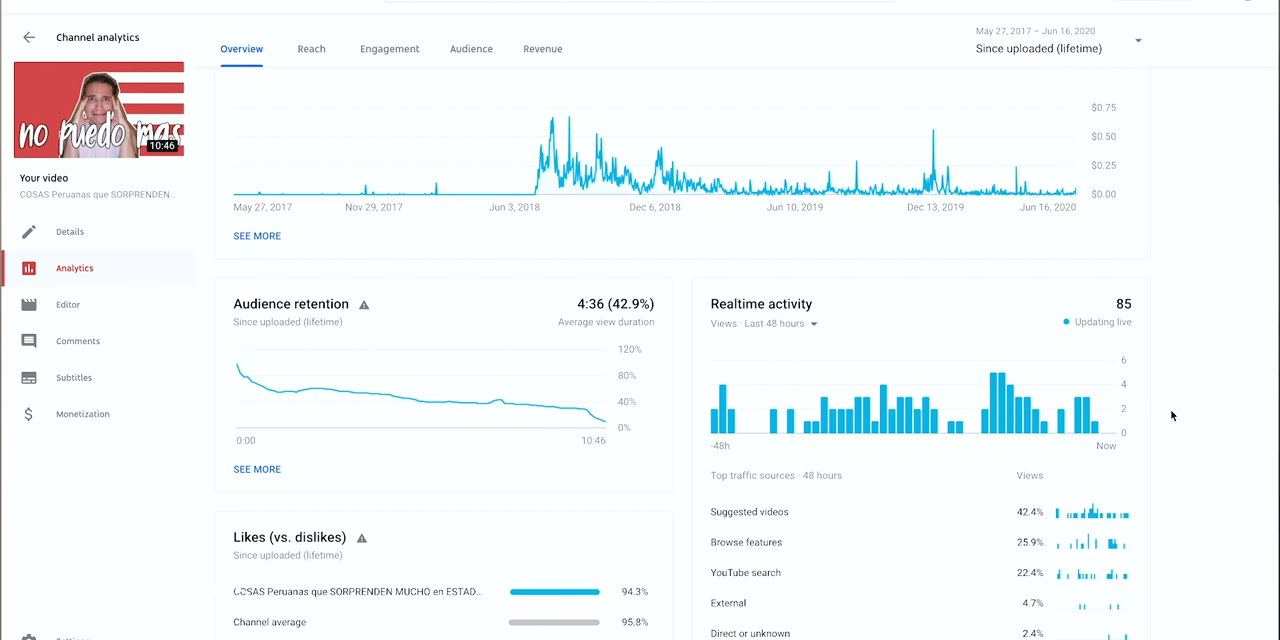 Channel analytics
Overview Reach Engagement Audience Revenue
May 27, 2017 – Jun 16, 2020
Since uploaded (lifetime)
no puedo mas
10:46
Your video
COSAS Peruanas que SORPRENDEN...
Details
Analytics
Editor
Comments
Subtitles
Monetization
$0.75
$0.50
$0.25
$0.00
May 27, 2017 Nov 29, 2017 Jun 3, 2018 Dec 6, 2018 Jun 10, 2019 Dec 13, 2019 Jun 16, 2020
SEE MORE
Audience retention 4:36 (42.9%)
Since uploaded (lifetime) Average view duration
120%
80%
40%
0%
0:00 10:46
SEE MORE
Likes (vs. dislikes)
Since uploaded (lifetime)
COSAS Peruanas que SORPRENDEN MUCHO en ESTAD... 94.3%
Channel average 95.8%
Realtime activity 85
Views · Last 48 hours Updating live
6
4
2
0
-48h Now
Top traffic sources · 48 hours Views
Suggested videos 42.4%
Browse features 25.9%
YouTube search 22.4%
External 4.7%
Direct or unknown 2.4%